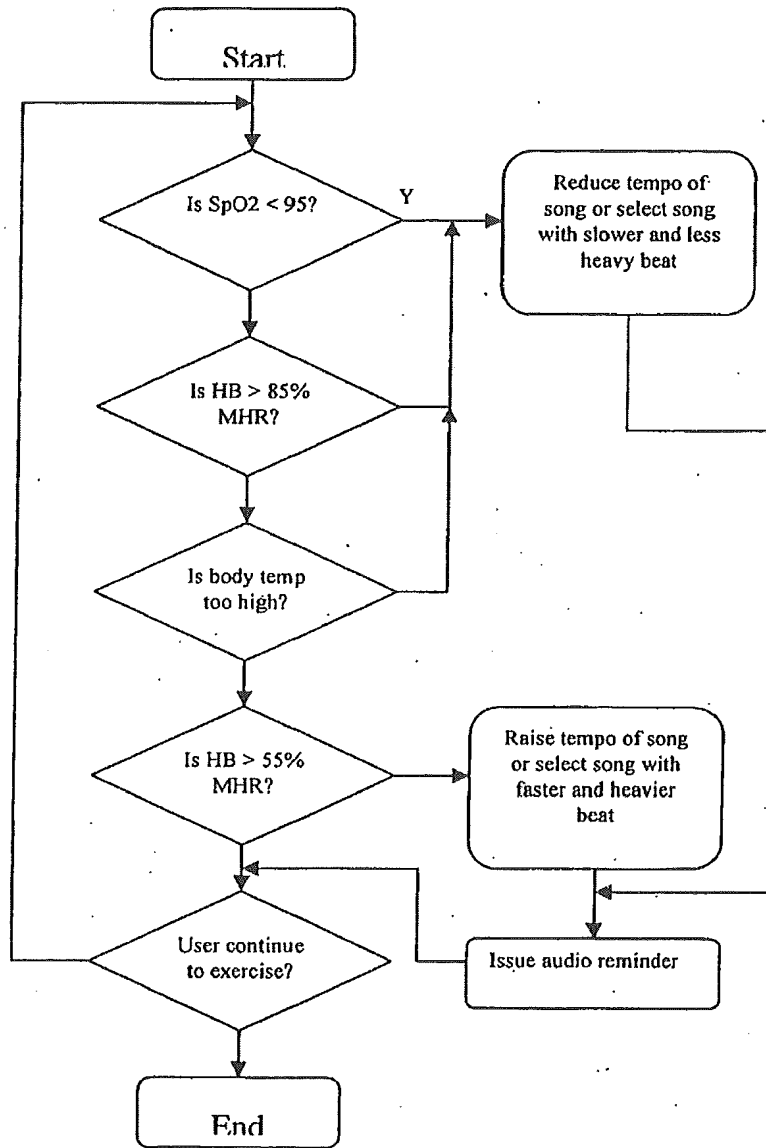 Start
Is SpO2 < 95?
Y
Reduce tempo of
song or select song
with slower and less
heavy beat
Is HB > 85%
MHR?
Is body temp
too high?
Is HB > 55%
MHR?
Raise tempo of song
or select song with
faster and heavier
beat
User continue
to exercise?
Issue audio reminder
End